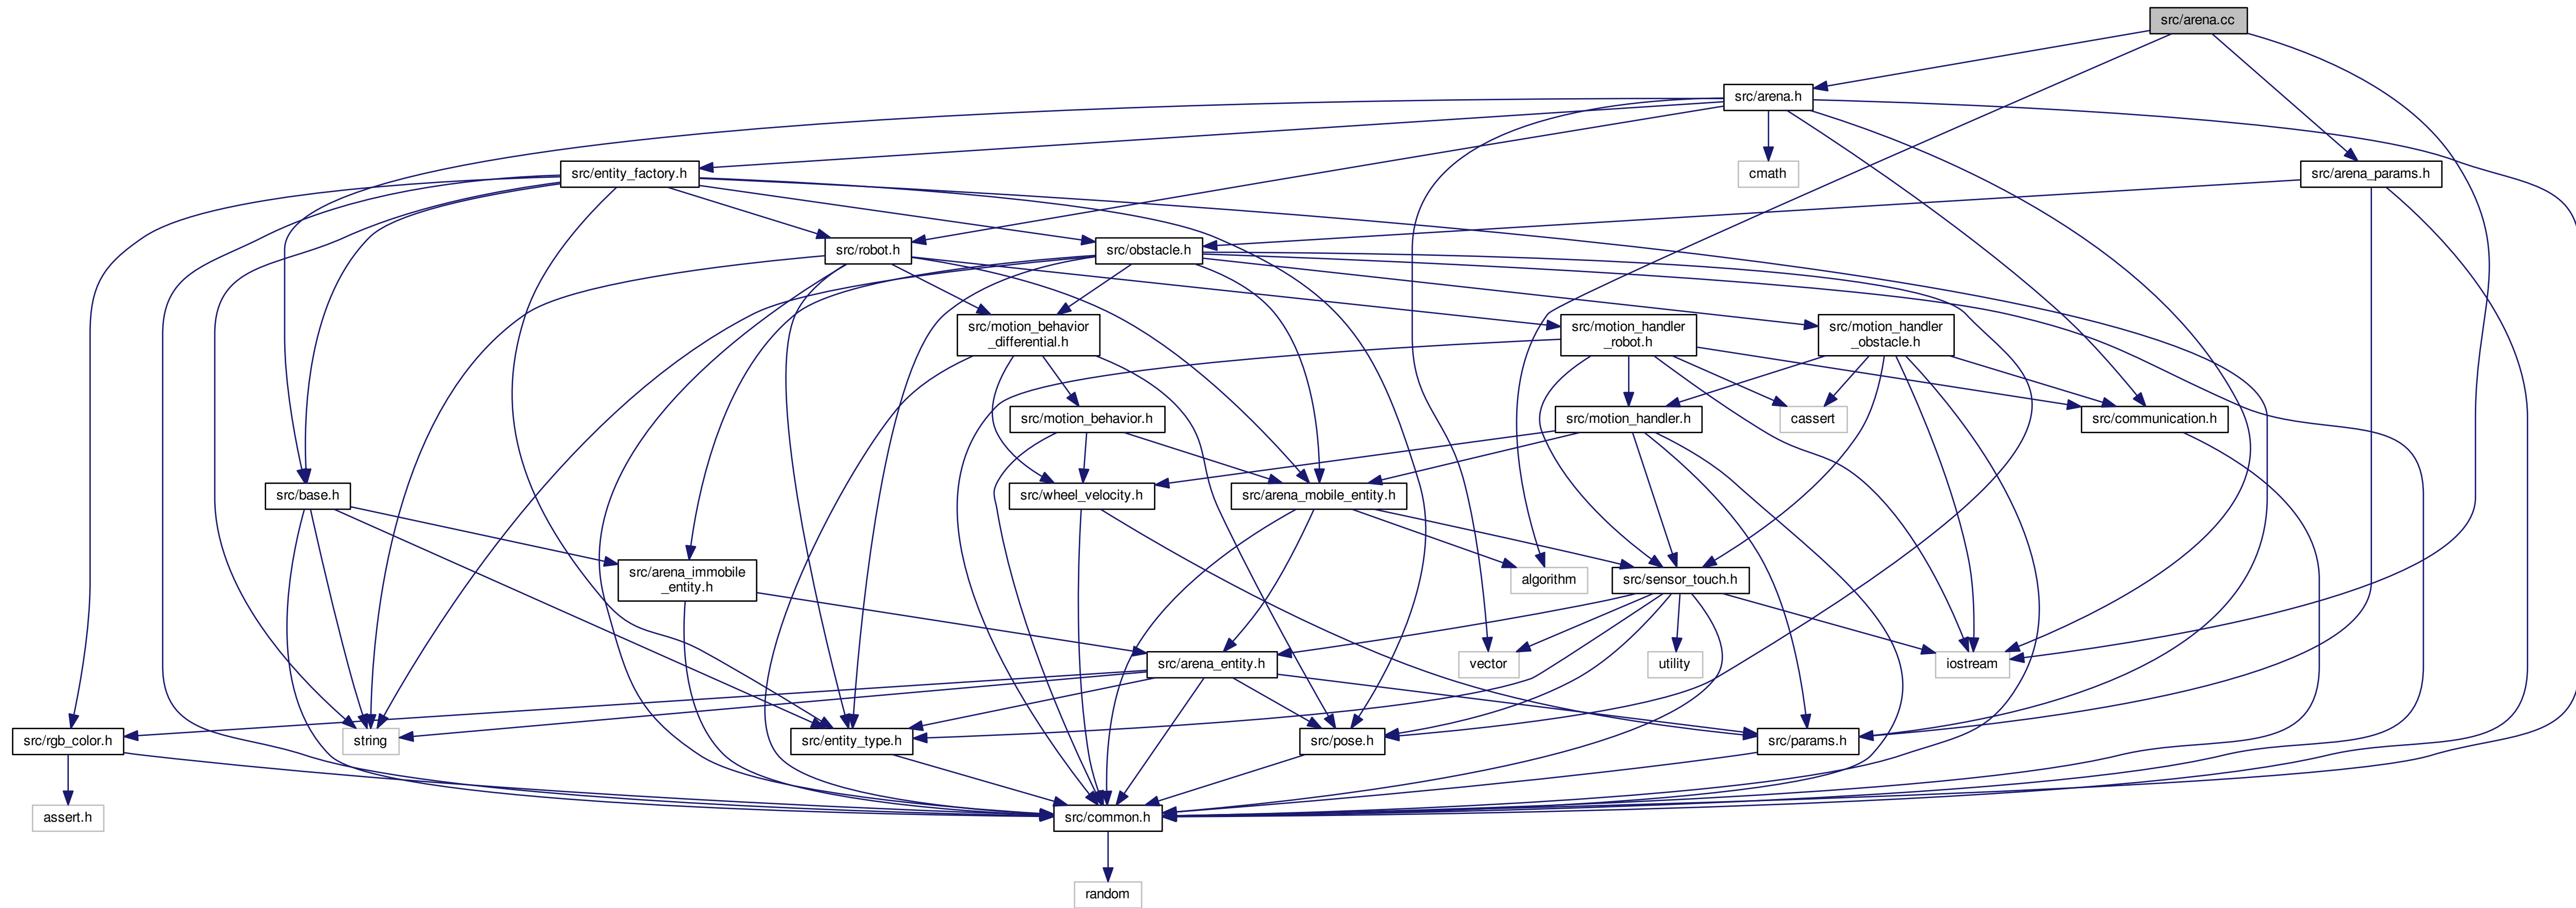 src/arena.cc
src/arena.h
src/entity_factory.h
cmath
src/arena_params.h
src/robot.h
src/obstacle.h
src/motion_behavior
_differential.h
src/motion_handler
_robot.h
src/motion_handler
_obstacle.h
src/motion_behavior.h
src/motion_handler.h
cassert
src/communication.h
src/base.h
src/wheel_velocity.h
src/arena_mobile_entity.h
src/arena_immobile
_entity.h
algorithm
src/sensor_touch.h
src/arena_entity.h
vector
utility
iostream
src/rgb_color.h
string
src/entity_type.h
src/pose.h
src/params.h
assert.h
src/common.h
random